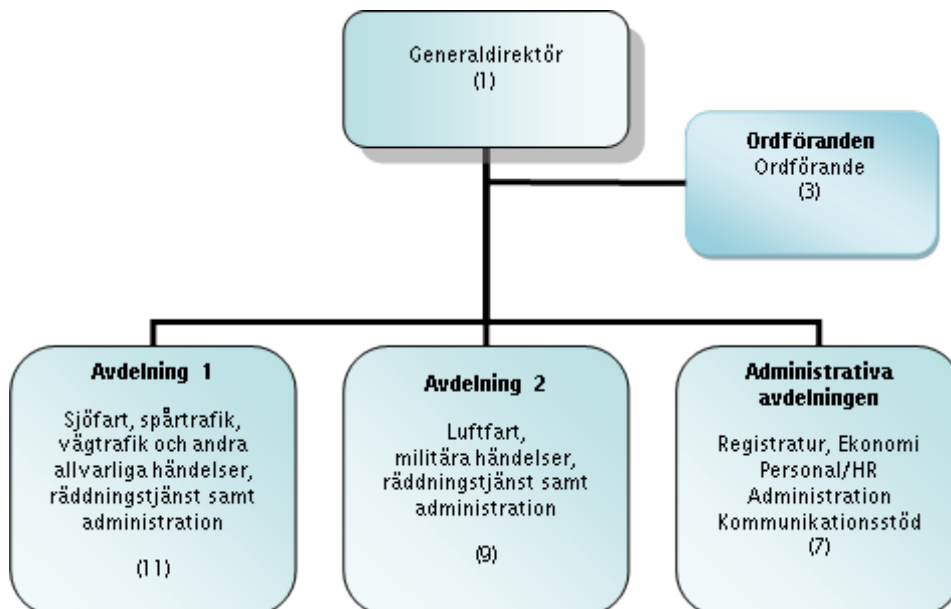 Generaldirektör
(1)
Ordföranden
Ordförande
(3)
Avdelning 1
Sjöfart, spårtrafik,
vägtrafik och andra
allvarliga händelser,
räddningstjänst samt
administration
(11)
Avdelning 2
Luftfart,
militära händelser,
räddningstjänst samt
administration
(9)
Administrativa
avdelningen
Registratur, Ekonomi
Personal/HR
Administration
Kommunikationsstöd
(7)